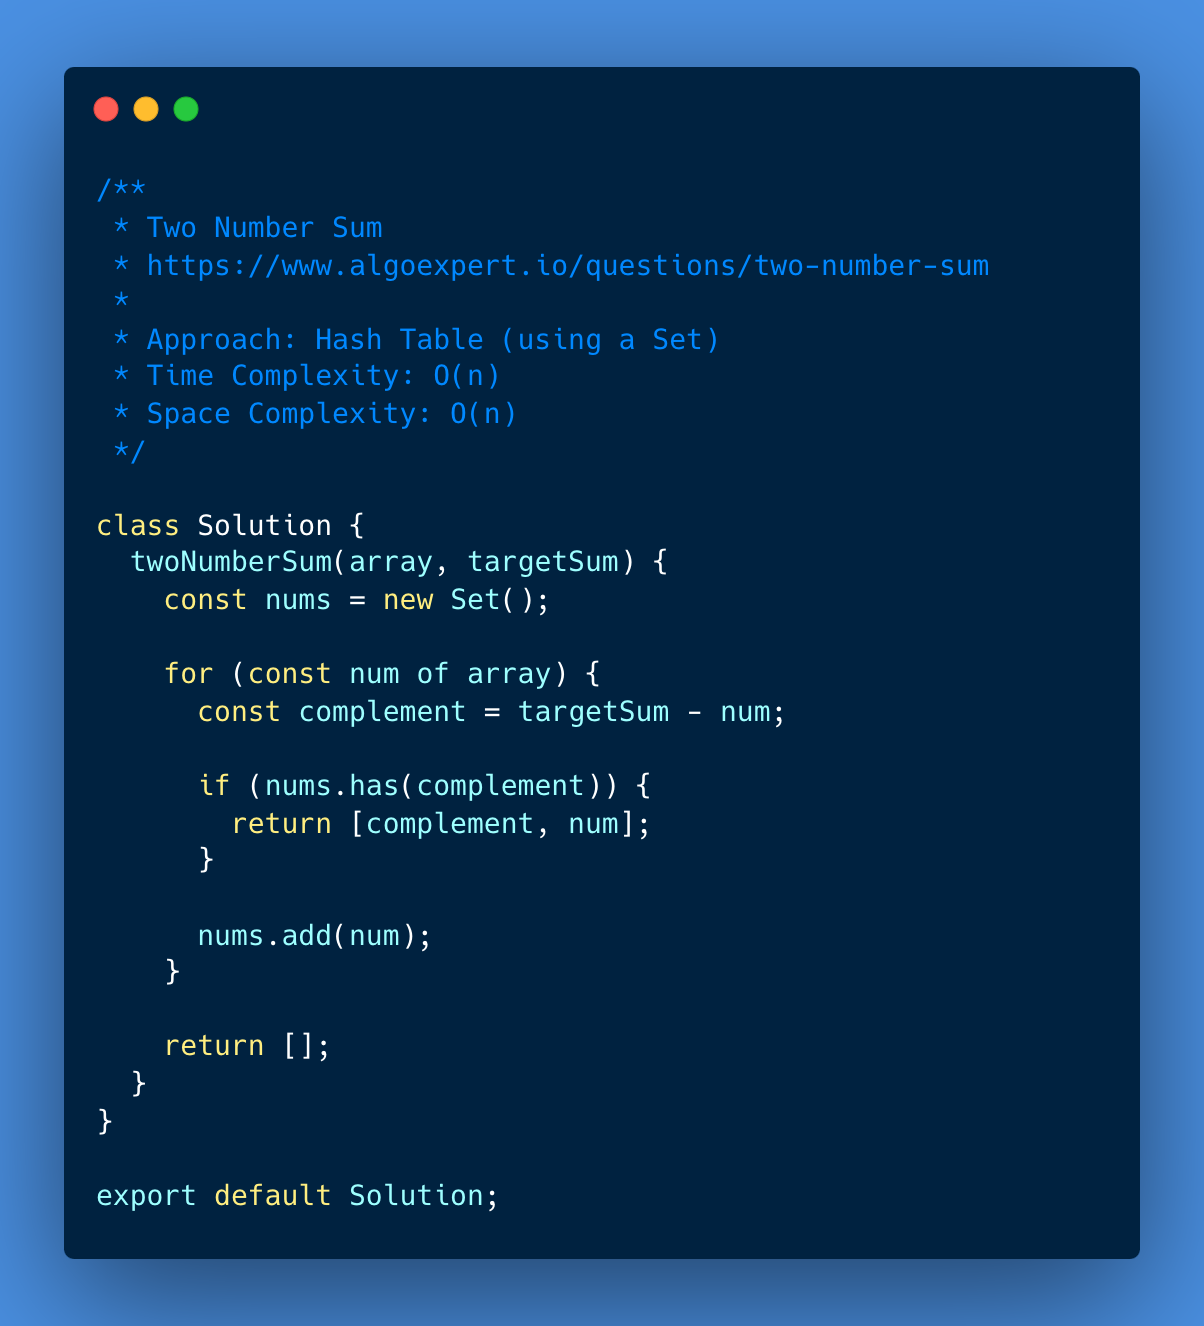 /**
 * Two Number Sum
 * https://www.algoexpert.io/questions/two-number-sum
 *
 * Approach: Hash Table (using a Set)
 * Time Complexity: O(n)
 * Space Complexity: O(n)
 */

class Solution {
  twoNumberSum(array, targetSum) {
    const nums = new Set();

    for (const num of array) {
      const complement = targetSum - num;

      if (nums.has(complement)) {
        return [complement, num];
      }

      nums.add(num);
    }

    return [];
  }
}

export default Solution;